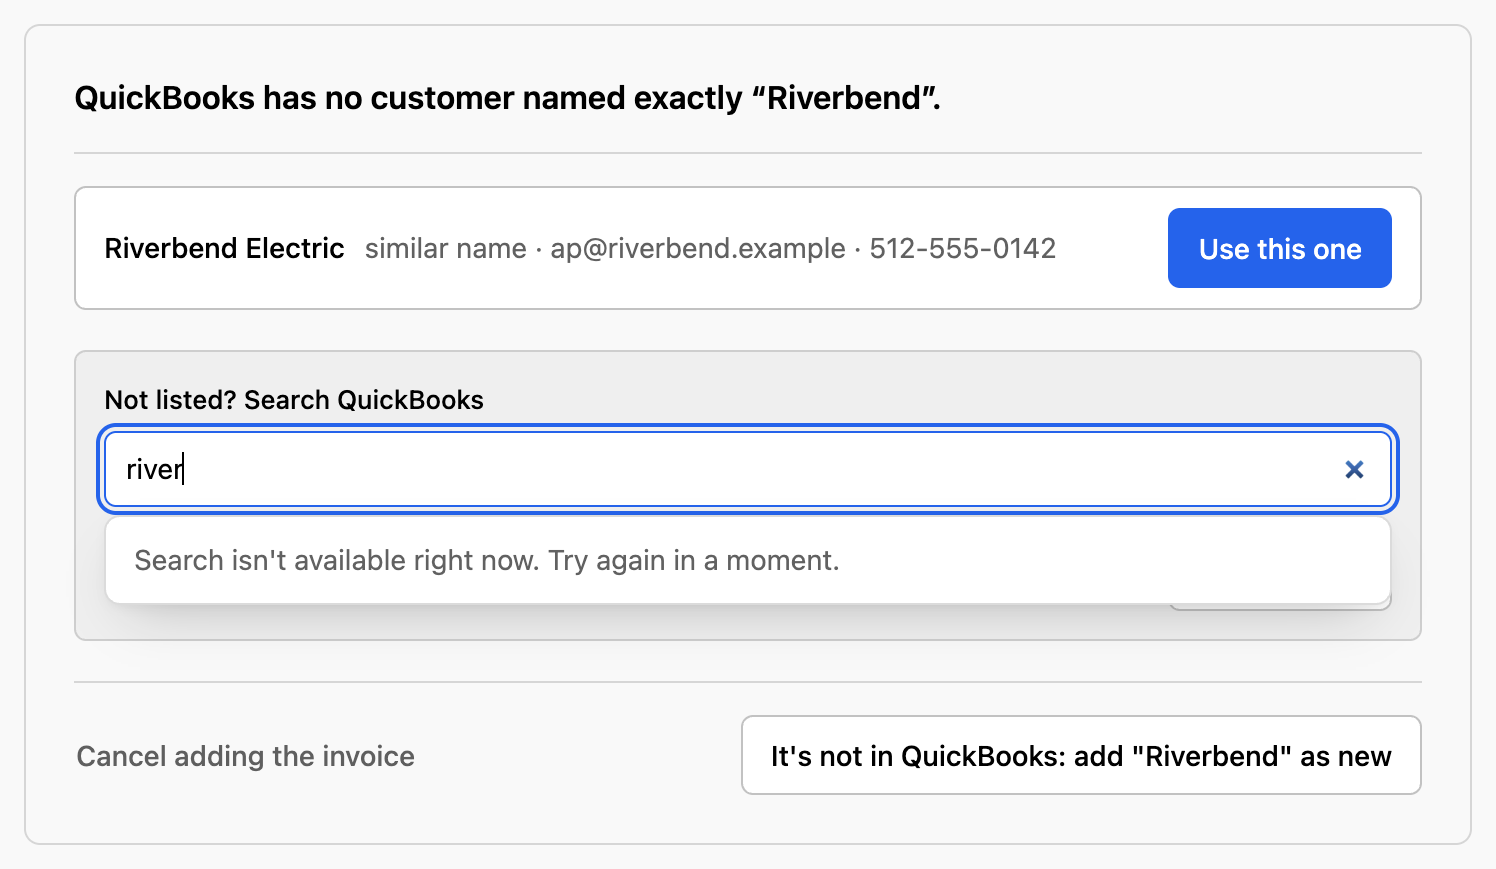 QuickBooks has no customer named exactly “Riverbend”.
Riverbend Electric similar name · ap@riverbend.example · 512-555-0142
Use this one
Not listed? Search QuickBooks
river
Search isn't available right now. Try again in a moment.
Cancel adding the invoice
It's not in QuickBooks: add "Riverbend" as new